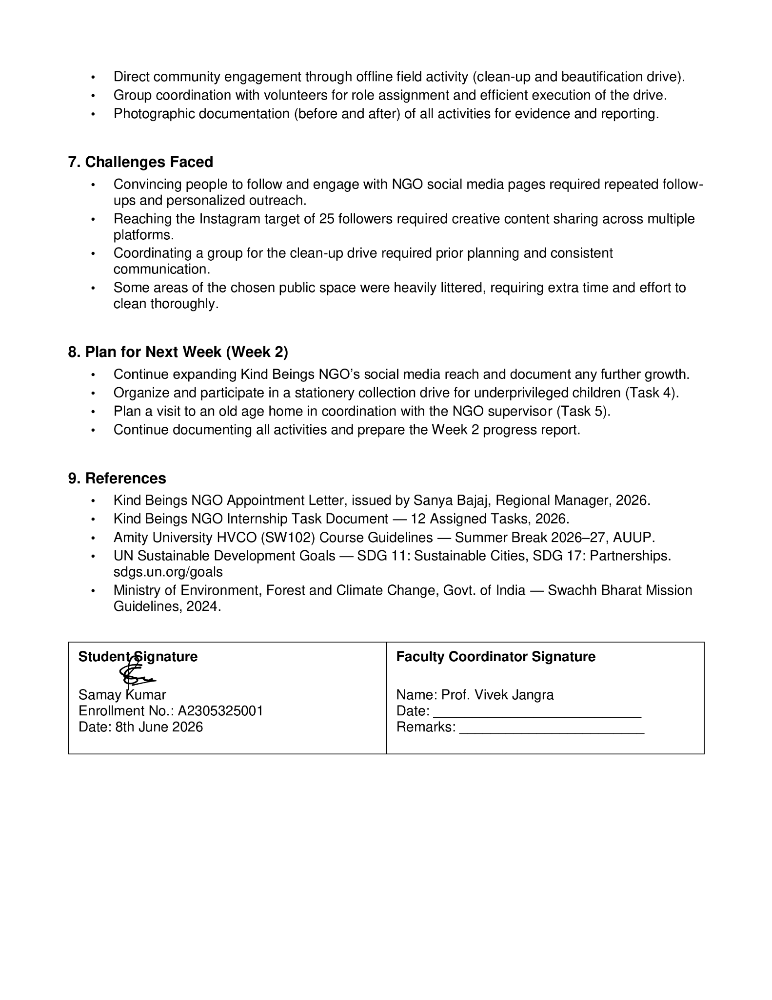 • Direct community engagement through offline field activity (clean-up and beautification drive).
• Group coordination with volunteers for role assignment and efficient execution of the drive.
• Photographic documentation (before and after) of all activities for evidence and reporting.
7. Challenges Faced
• Convincing people to follow and engage with NGO social media pages required repeated follow-
ups and personalized outreach.
• Reaching the Instagram target of 25 followers required creative content sharing across multiple
platforms.
• Coordinating a group for the clean-up drive required prior planning and consistent
communication.
• Some areas of the chosen public space were heavily littered, requiring extra time and effort to
clean thoroughly.
8. Plan for Next Week (Week 2)
• Continue expanding Kind Beings NGO’s social media reach and document any further growth.
• Organize and participate in a stationery collection drive for underprivileged children (Task 4).
• Plan a visit to an old age home in coordination with the NGO supervisor (Task 5).
• Continue documenting all activities and prepare the Week 2 progress report.
9. References
• Kind Beings NGO Appointment Letter, issued by Sanya Bajaj, Regional Manager, 2026.
• Kind Beings NGO Internship Task Document — 12 Assigned Tasks, 2026.
• Amity University HVCO (SW102) Course Guidelines — Summer Break 2026–27, AUUP.
• UN Sustainable Development Goals — SDG 11: Sustainable Cities, SDG 17: Partnerships.
sdgs.un.org/goals
• Ministry of Environment, Forest and Climate Change, Govt. of India — Swachh Bharat Mission
Guidelines, 2024.
Student Signature
Samay Kumar
Enrollment No.: A2305325001
Date: 8th June 2026
Faculty Coordinator Signature
Name: Prof. Vivek Jangra
Date: ___________________________
Remarks: ________________________